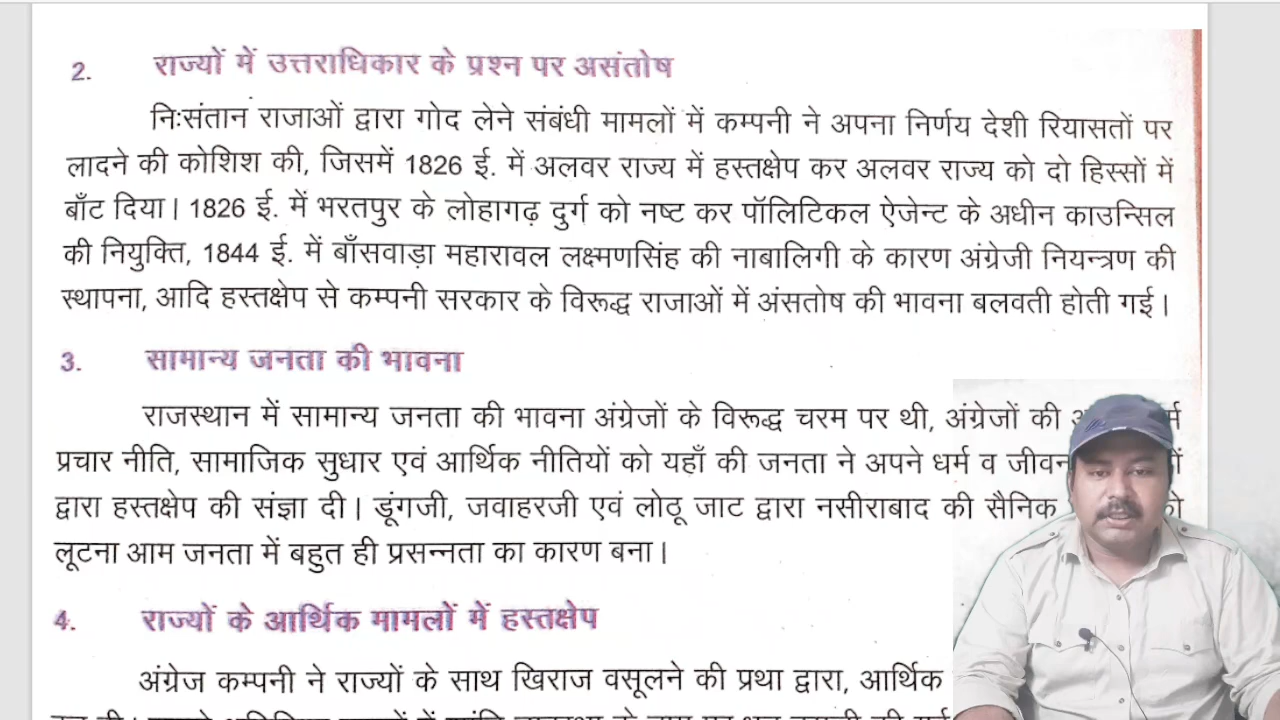 2. राज्यों में उत्तराधिकार के प्रश्न पर असंतोष
निःसंतान राजाओं द्वारा गोद लेने संबंधी मामलों में कम्पनी ने अपना निर्णय देशी रियासतों पर
लादने की कोशिश की, जिसमें 1826 ई. में अलवर राज्य में हस्तक्षेप कर अलवर राज्य को दो हिस्सों में
बाँट दिया। 1826 ई. में भरतपुर के लोहागढ़ दुर्ग को नष्ट कर पॉलिटिकल ऐजेन्ट के अधीन काउन्सिल
की नियुक्ति, 1844 ई. में बाँसवाड़ा महारावल लक्ष्मणसिंह की नाबालिगी के कारण अंग्रेजी नियन्त्रण की
स्थापना, आदि हस्तक्षेप से कम्पनी सरकार के विरूद्ध राजाओं में अंसतोष की भावना बलवती होती गई।
3. सामान्य जनता की भावना
राजस्थान में सामान्य जनता की भावना अंग्रेजों के विरूद्ध चरम पर थी, अंग्रेजों की
प्रचार नीति, सामाजिक सुधार एवं आर्थिक नीतियों को यहाँ की जनता ने अपने धर्म व
द्वारा हस्तक्षेप की संज्ञा दी। डूंगजी, जवाहरजी एवं लोठू जाट द्वारा नसीराबाद की सैनिक
लूटना आम जनता में बहुत ही प्रसन्नता का कारण बना।
4. राज्यों के आर्थिक मामलों में हस्तक्षेप
अंग्रेज कम्पनी ने राज्यों के साथ खिराज वसूलने की प्रथा द्वारा, आर्थिक